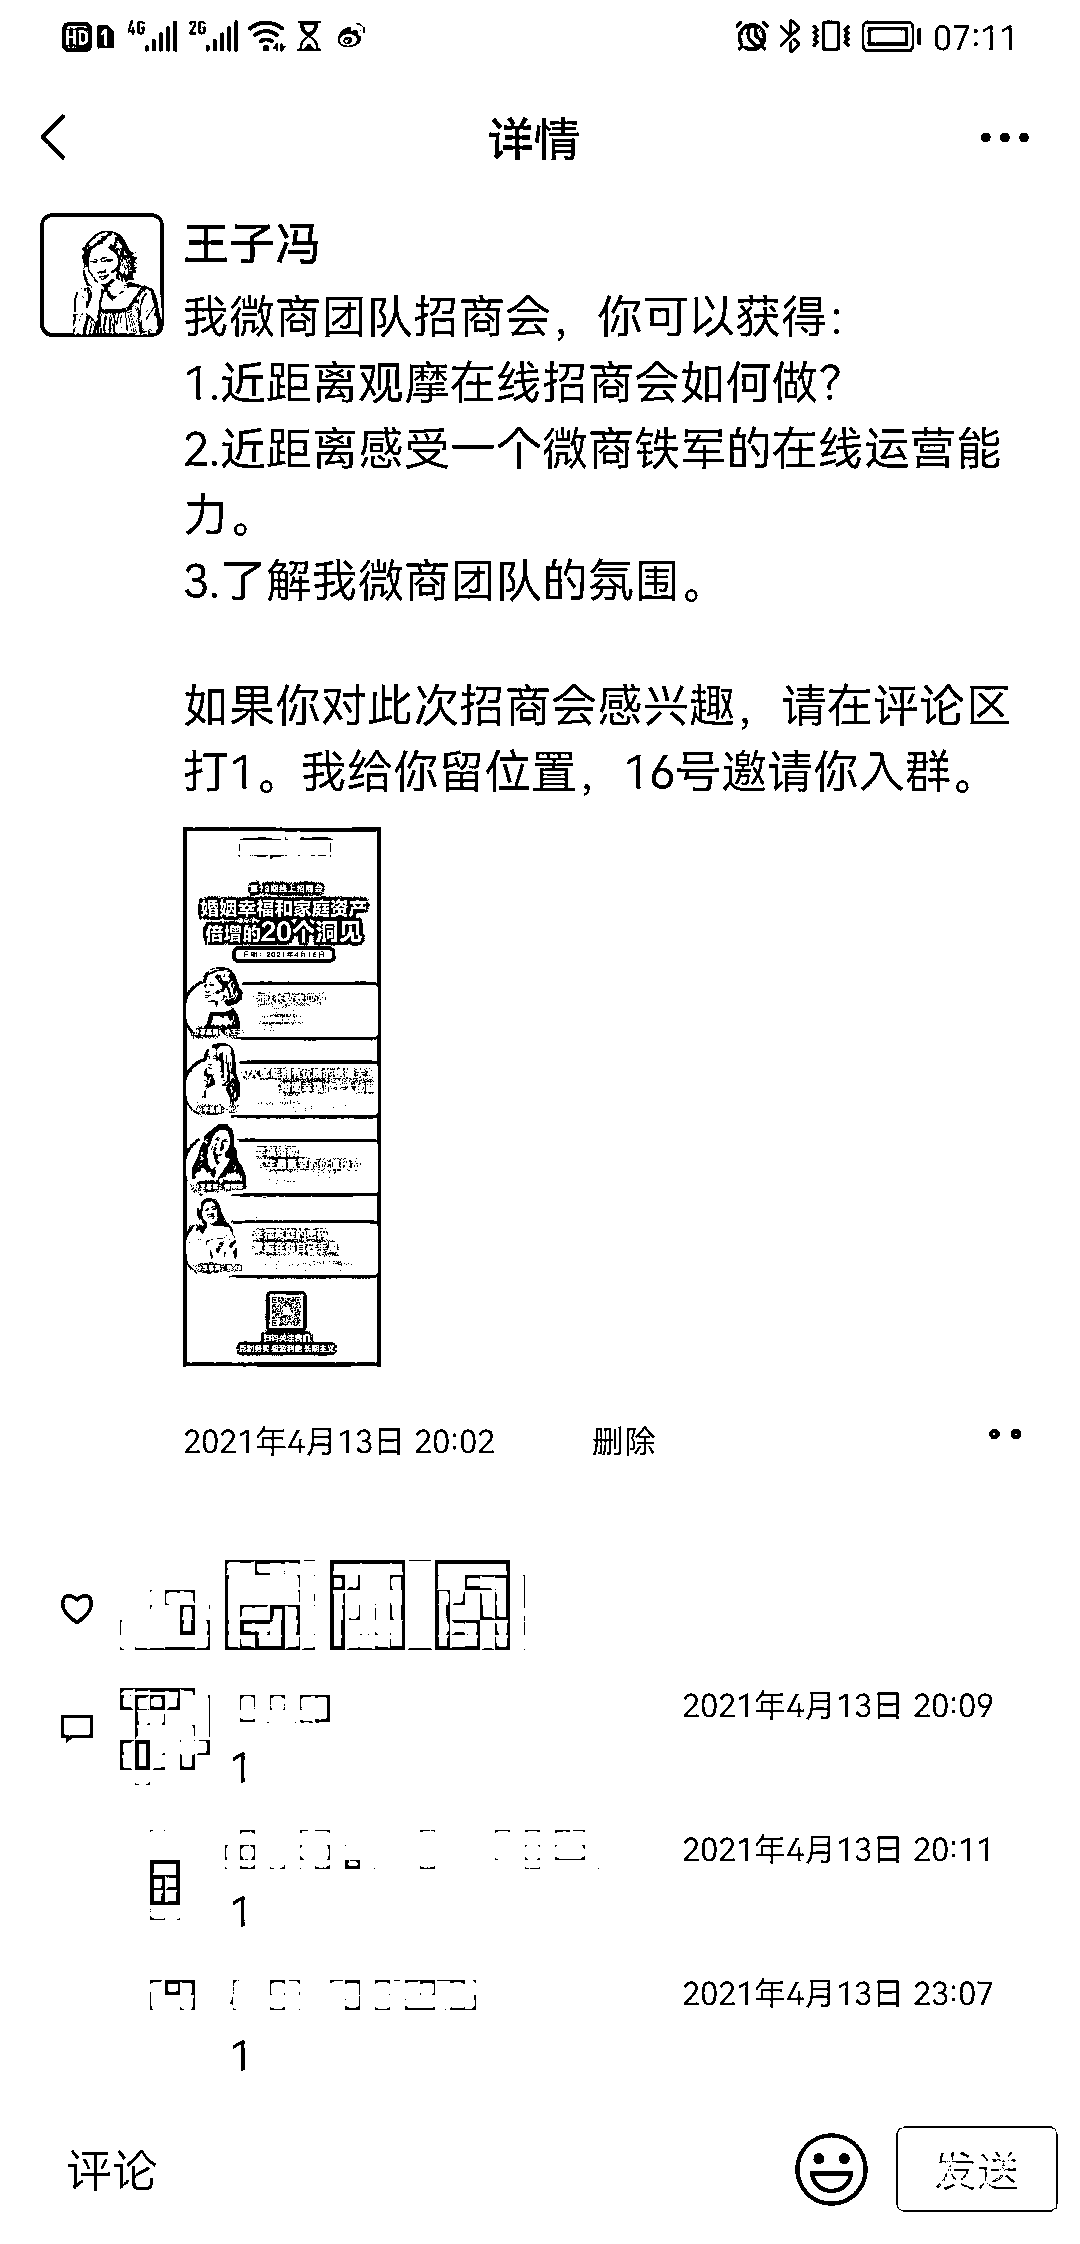 HD 1 4G 2G 07:11
详情
王子冯
我微商团队招商会，你可以获得：
1.近距离观摩在线招商会如何做？
2.近距离感受一个微商铁军的在线运营能
力。
3.了解我微商团队的氛围。
如果你对此次招商会感兴趣，请在评论区
打1。我给你留位置，16号邀请你入群。
婚姻幸福和家庭资产
倍增的20个洞见
2021年4月13日 20:02 删除
2021年4月13日 20:09
1
2021年4月13日 20:11
1
2021年4月13日 23:07
1
评论 发送